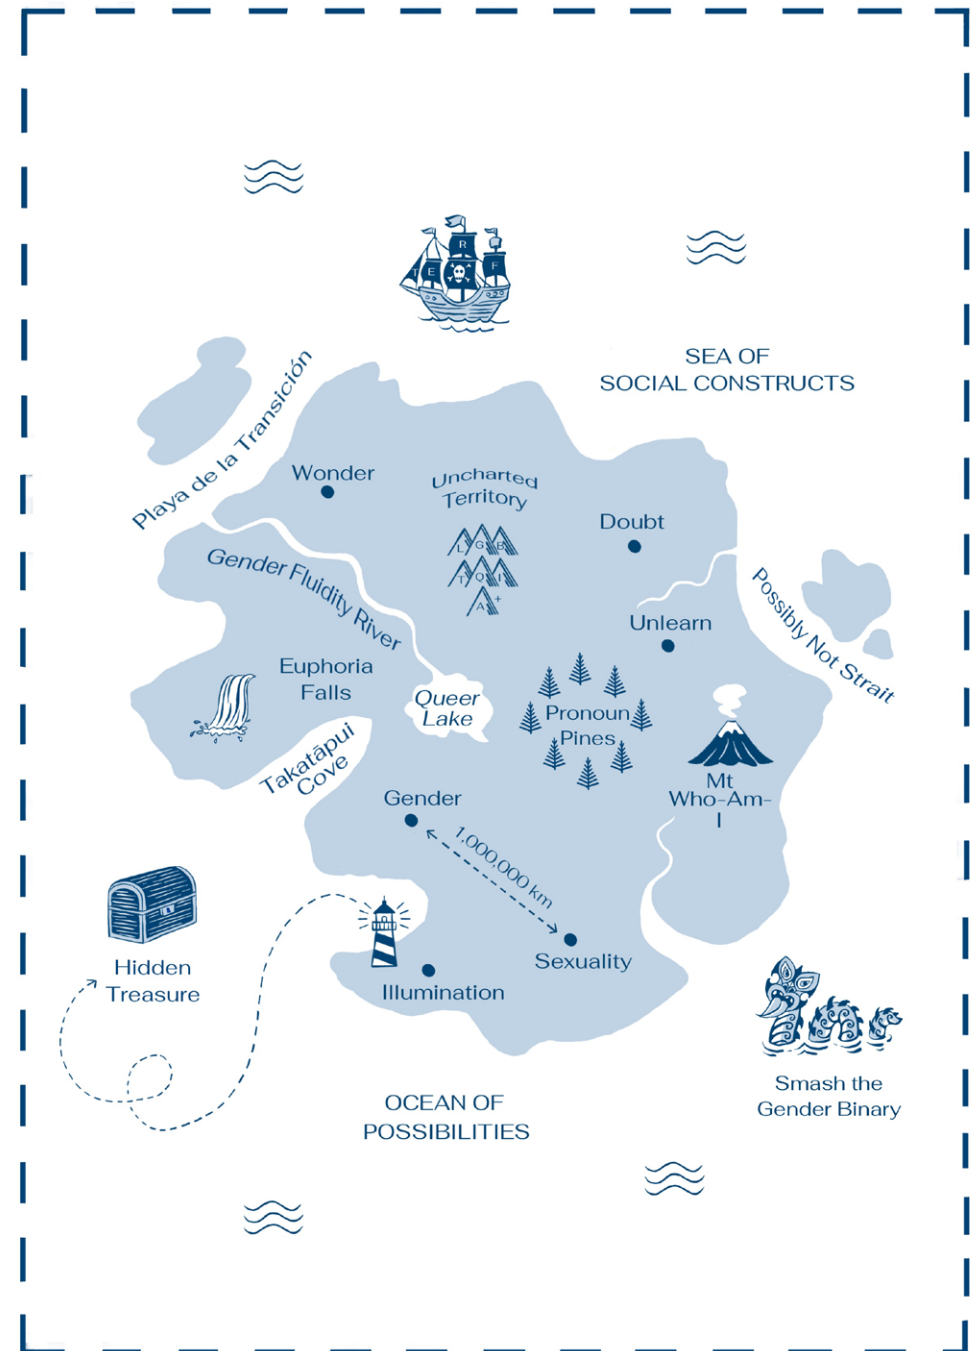 R
T E F
SEA OF
SOCIAL CONSTRUCTS
Playa de la Transición
Wonder
Uncharted
Territory
L G B
T Q I
A +
Doubt
Gender Fluidity River
Possibly Not Strait
Unlearn
Euphoria
Falls
Queer
Lake
Pronoun
Pines
Takatāpui
Cove
Mt
Who-Am-
I
Gender
1,000,000 km
Sexuality
Hidden
Treasure
Illumination
Smash the
Gender Binary
OCEAN OF
POSSIBILITIES